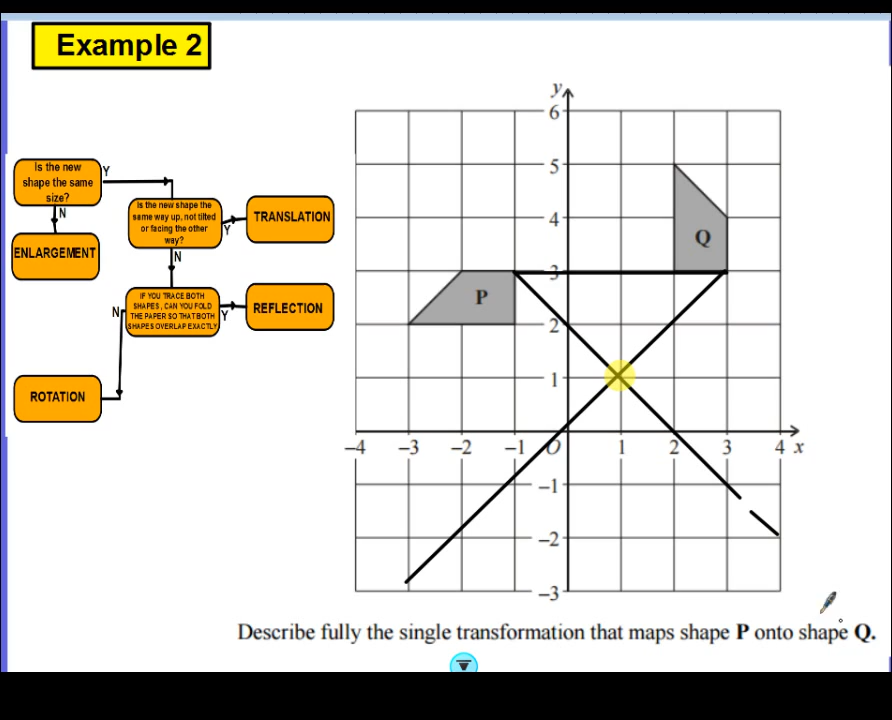 Example 2
Is the new
shape the same
size?
Y
N
ENLARGEMENT
Is the new shape the
same way up, not tilted
or facing the other
way?
Y
TRANSLATION
N
IF YOU TRACE BOTH
SHAPES , CAN YOU FOLD
THE PAPER SO THAT BOTH
SHAPES OVERLAP EXACTLY
N
Y
REFLECTION
ROTATION
y
6
5
4
3
2
1
P
Q
−4 −3 −2 −1 O 1 2 3 4 x
−1
−2
−3
Describe fully the single transformation that maps shape P onto shape Q.